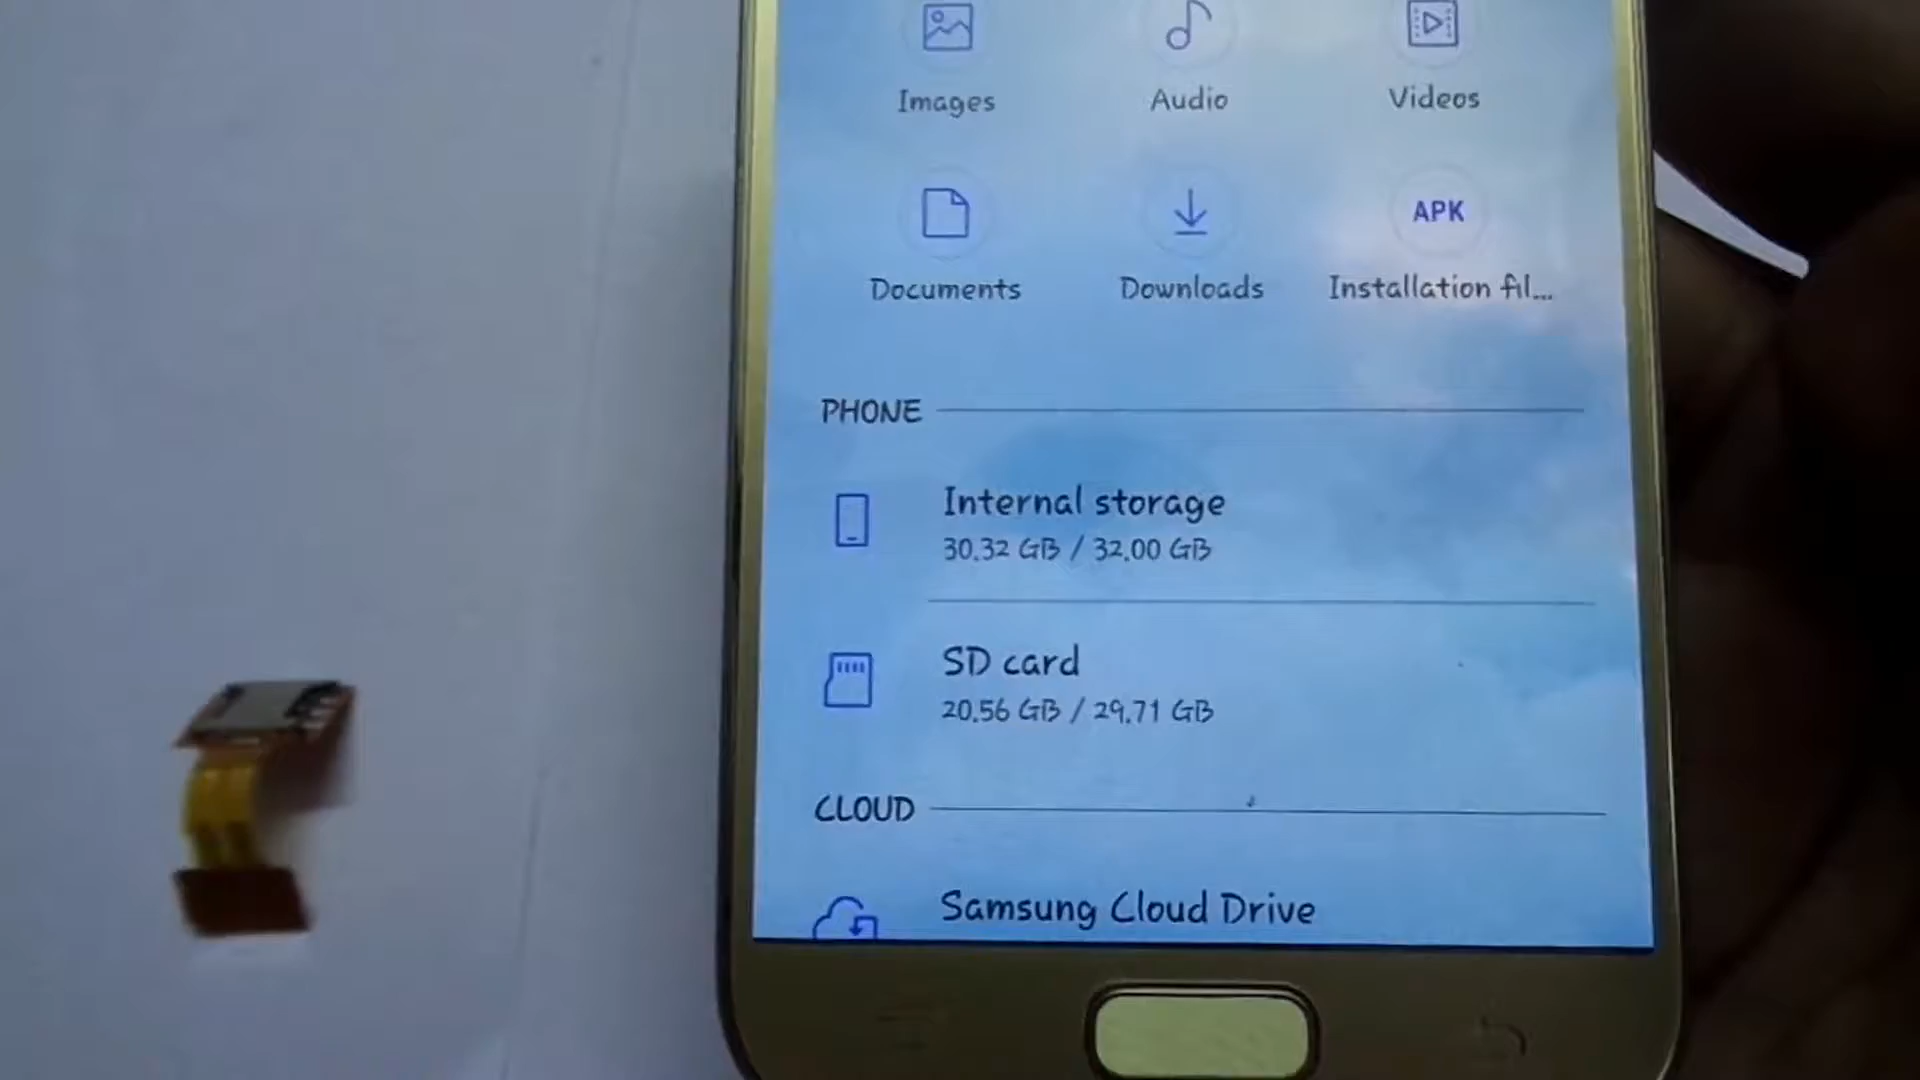 Images Audio Videos
APK
Documents Downloads Installation fil...
PHONE
Internal storage
30.32 GB / 32.00 GB
SD card
20.56 GB / 29.71 GB
CLOUD
Samsung Cloud Drive